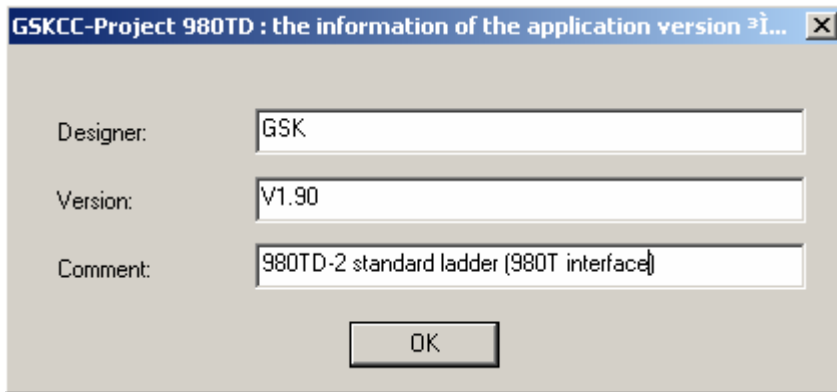 GSKCC-Project 980TD : the information of the application version ³Ì...
Designer:
GSK
Version:
V1.90
Comment:
980TD-2 standard ladder (980T interface)
OK